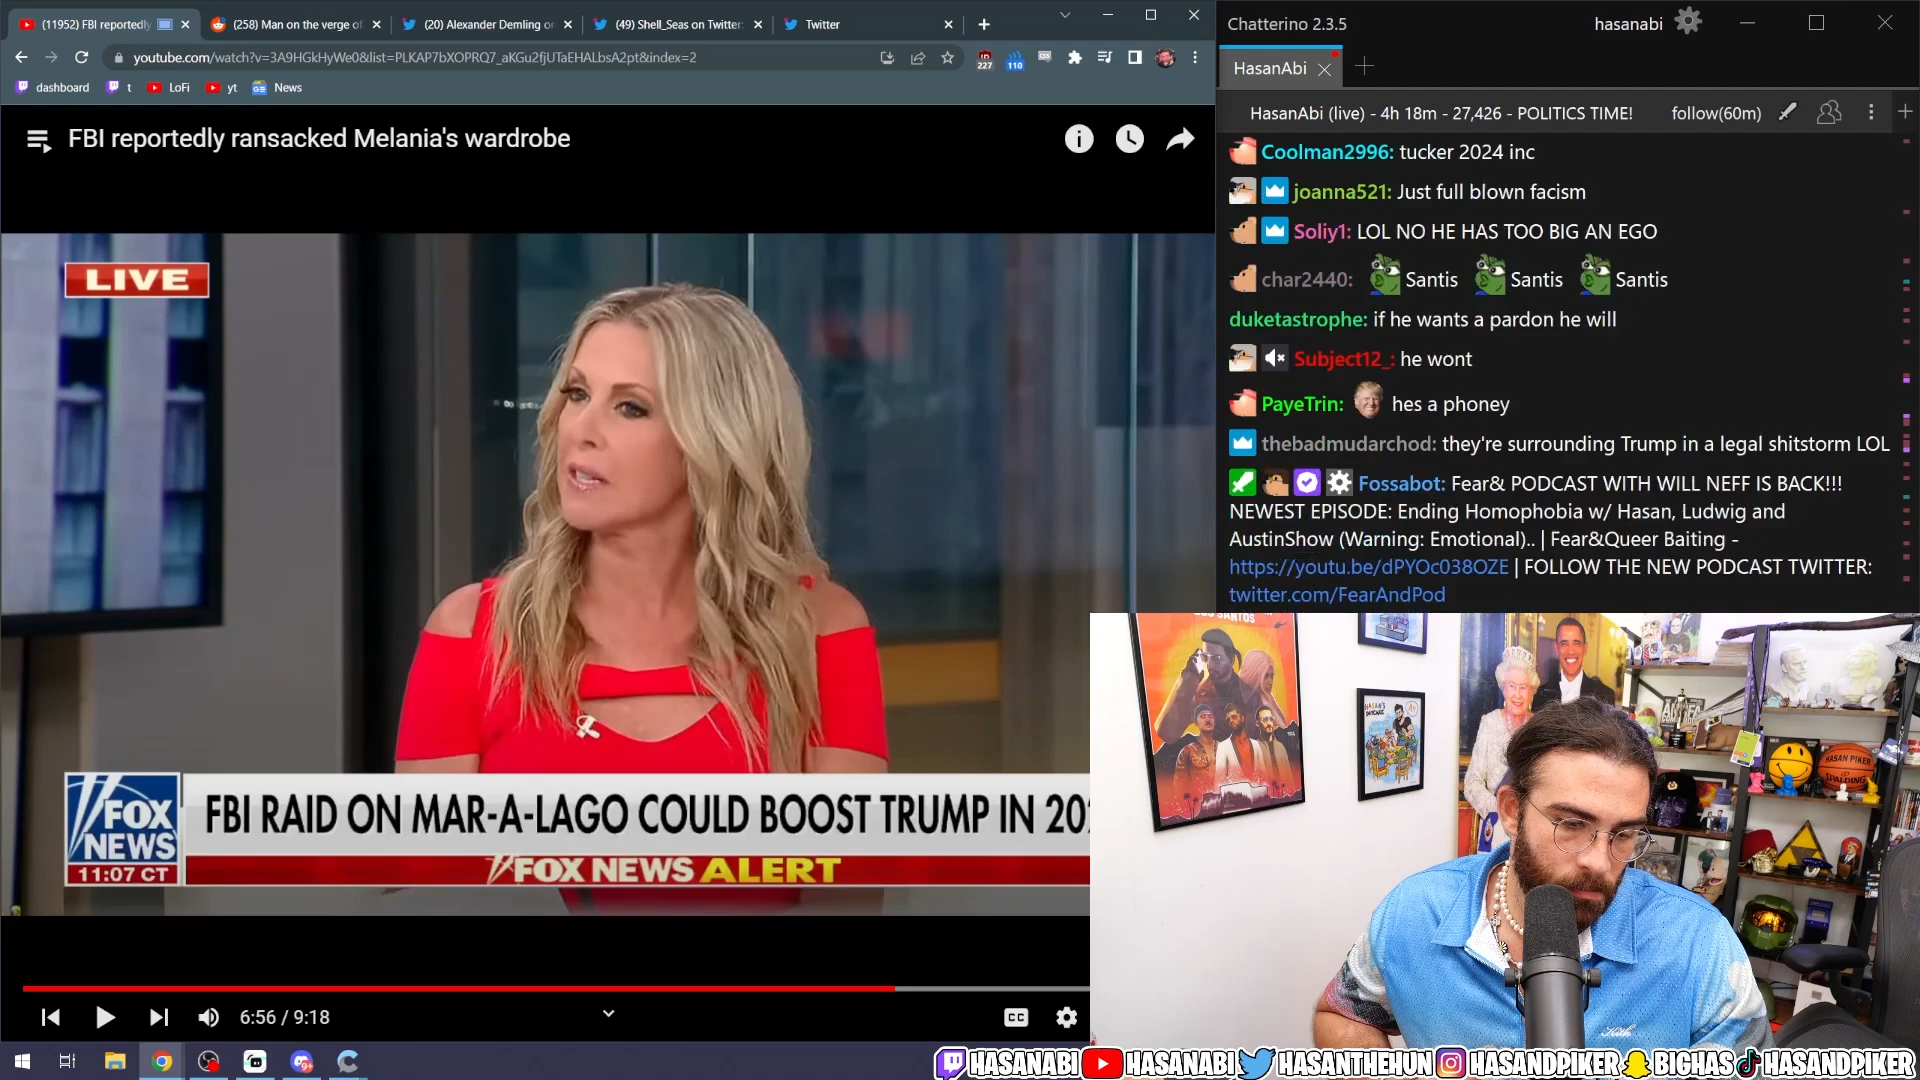 (11952) FBI reportedly
(258) Man on the verge of
(20) Alexander Demling on
(49) Shell_Seas on Twitter:
Twitter
youtube.com/watch?v=3A9HGkHyWe0&list=PLKAP7bXOPRQ7_aKGu2fjUTaEHALbsA2pt&index=2
227
110
dashboard
t
LoFi
yt
News
FBI reportedly ransacked Melania's wardrobe
LIVE
FOX
NEWS
11:07 CT
FBI RAID ON MAR-A-LAGO COULD BOOST TRUMP IN 20
FOX NEWS ALERT
6:56 / 9:18
CC
Chatterino 2.3.5
hasanabi
HasanAbi
HasanAbi (live) - 4h 18m - 27,426 - POLITICS TIME!
follow(60m)
Coolman2996: tucker 2024 inc
joanna521: Just full blown facism
Soliy1: LOL NO HE HAS TOO BIG AN EGO
char2440: Santis Santis Santis
duketastrophe: if he wants a pardon he will
Subject12_: he wont
PayeTrin: hes a phoney
thebadmudarchod: they're surrounding Trump in a legal shitstorm LOL
Fossabot: Fear& PODCAST WITH WILL NEFF IS BACK!!!
NEWEST EPISODE: Ending Homophobia w/ Hasan, Ludwig and
AustinShow (Warning: Emotional).. | Fear&Queer Baiting -
https://youtu.be/dPYOc038OZE | FOLLOW THE NEW PODCAST TWITTER:
twitter.com/FearAndPod
SANTOS
HASAN PIKER
SPALDING
Kith
HASANABI
HASANABI
HASANTHEHUN
HASANDPIKER
BIGHAS
HASANDPIKER